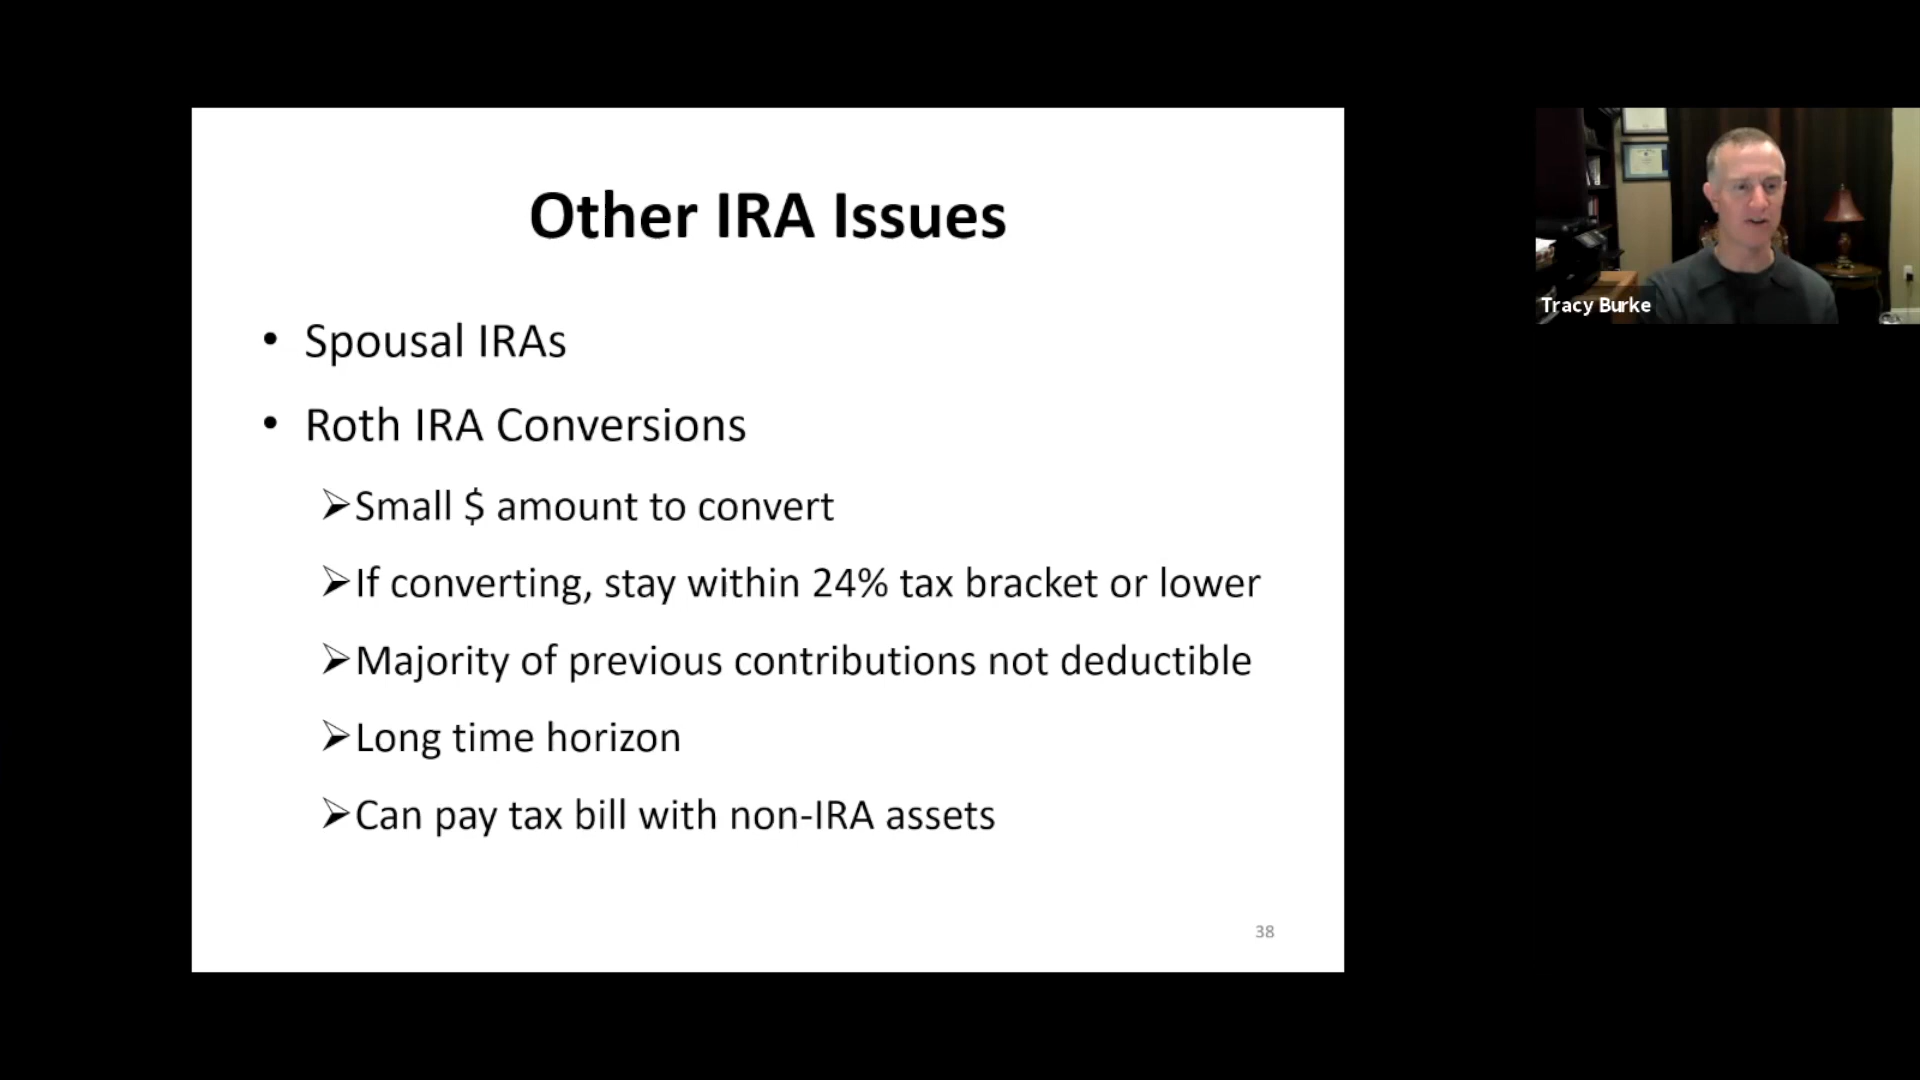 Other IRA Issues
• Spousal IRAs
• Roth IRA Conversions
➢Small $ amount to convert
➢If converting, stay within 24% tax bracket or lower
➢Majority of previous contributions not deductible
➢Long time horizon
➢Can pay tax bill with non-IRA assets
38
Tracy Burke